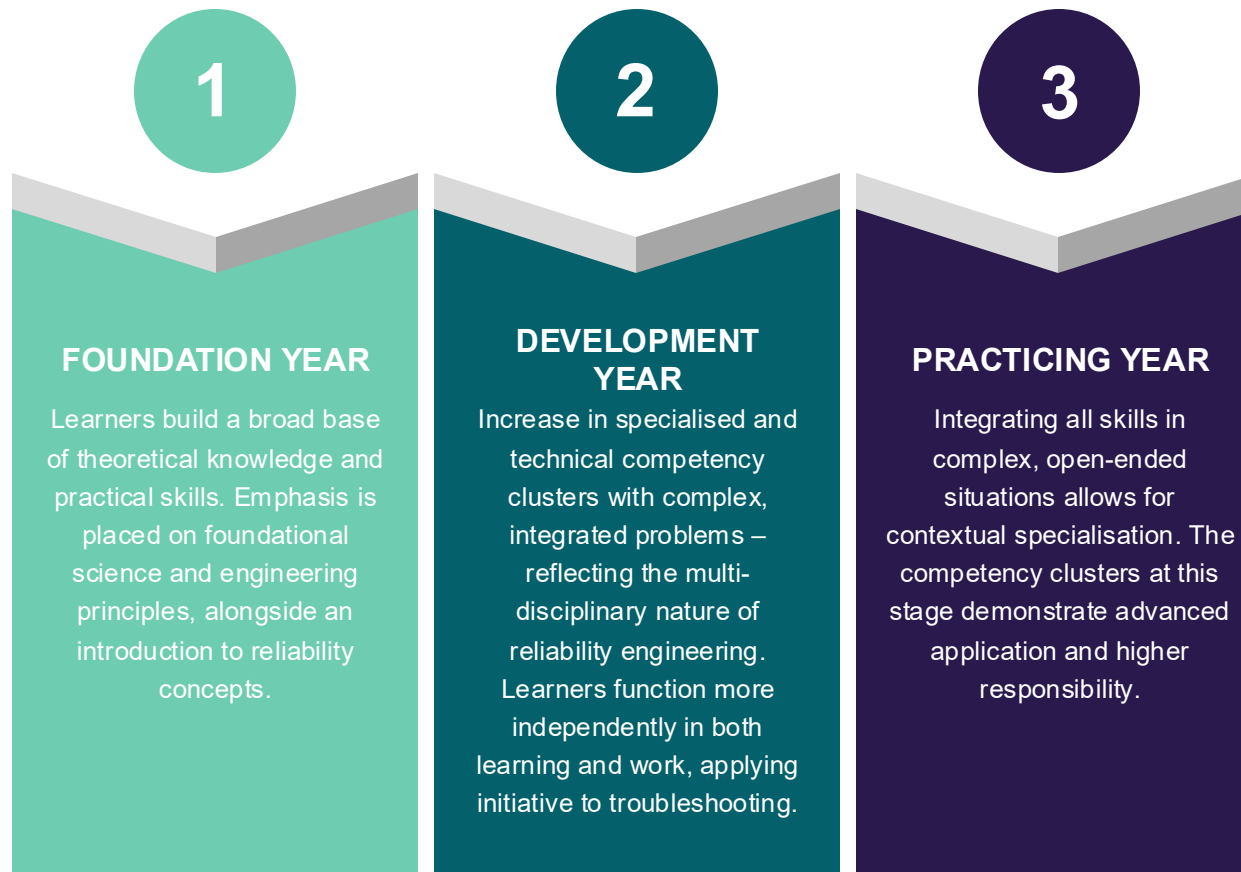 1
FOUNDATION YEAR
Learners build a broad base
of theoretical knowledge and
practical skills. Emphasis is
placed on foundational
science and engineering
principles, alongside an
introduction to reliability
concepts.
2
DEVELOPMENT
YEAR
Increase in specialised and
technical competency
clusters with complex,
integrated problems –
reflecting the multi-
disciplinary nature of
reliability engineering.
Learners function more
independently in both
learning and work, applying
initiative to troubleshooting.
3
PRACTICING YEAR
Integrating all skills in
complex, open-ended
situations allows for
contextual specialisation. The
competency clusters at this
stage demonstrate advanced
application and higher
responsibility.